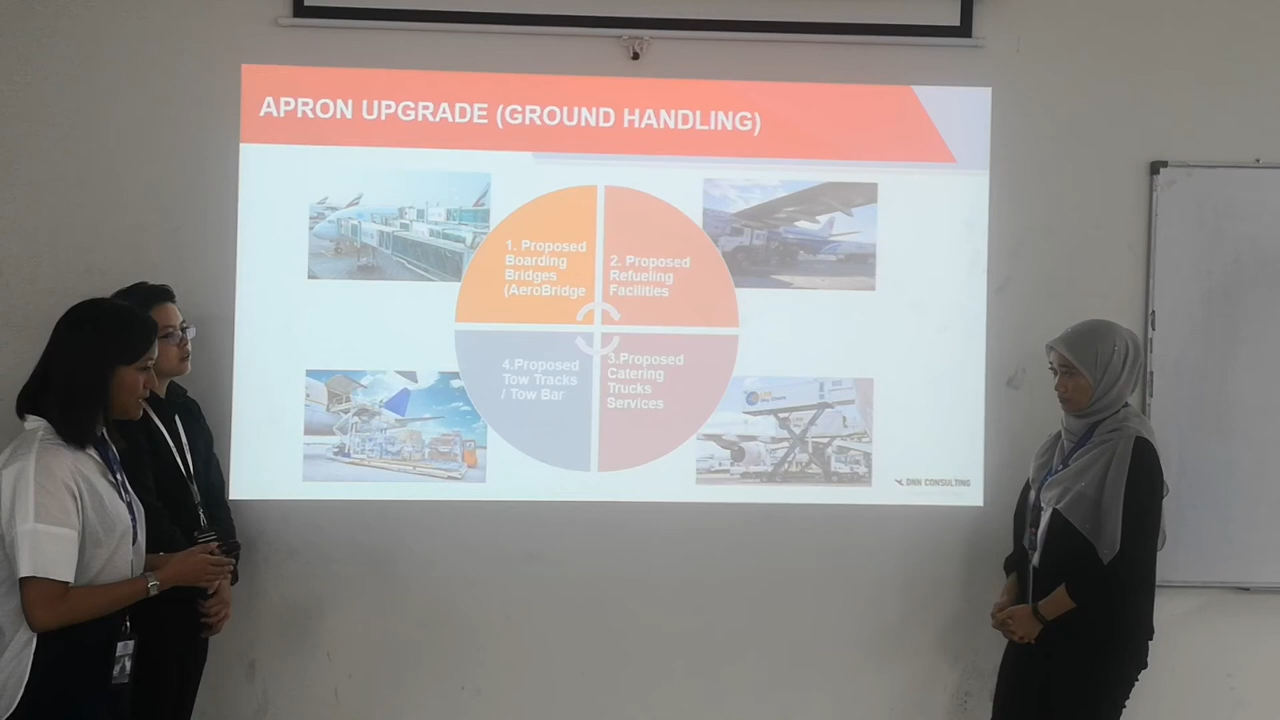 APRON UPGRADE (GROUND HANDLING)
1. Proposed
Boarding
Bridges
(AeroBridge
2. Proposed
Refueling
Facilities
4.Proposed
Tow Tracks
/ Tow Bar
3.Proposed
Catering
Trucks
Services
DNN CONSULTING